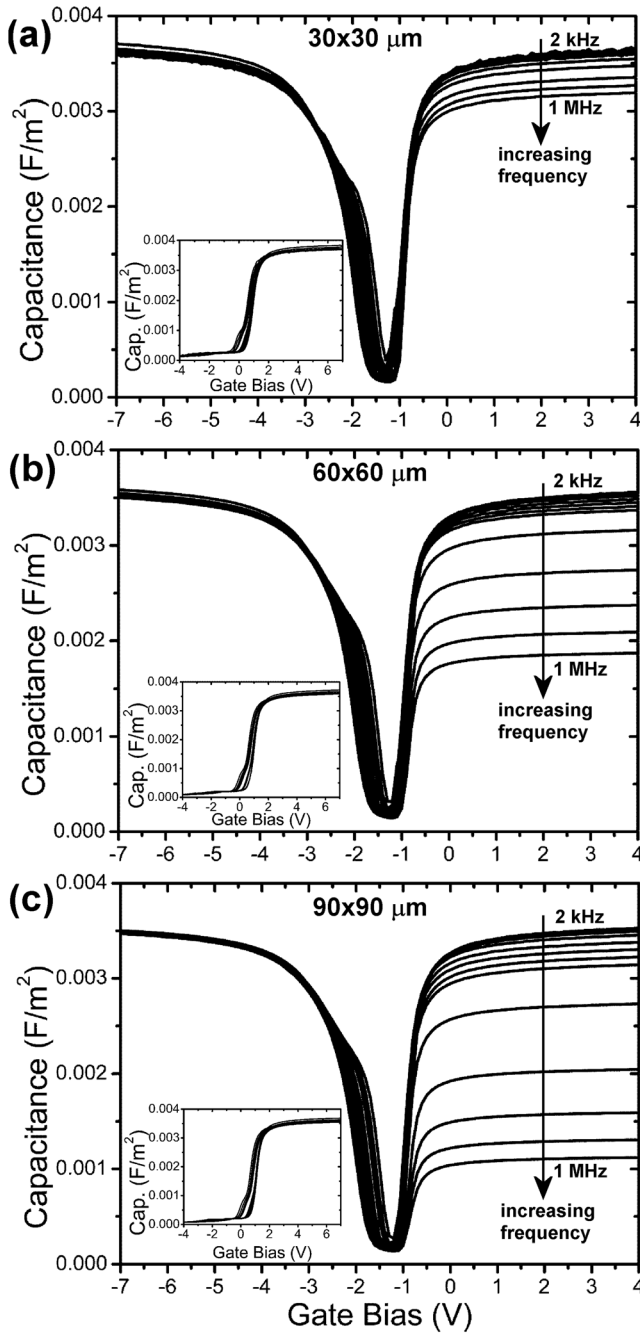 (a)
30x30 μm
2 kHz
1 MHz
increasing
frequency
Capacitance (F/m²)
0.004
0.003
0.002
0.001
0.000
-7 -6 -5 -4 -3 -2 -1 0 1 2 3 4
Cap. (F/m²)
0.004
0.003
0.002
0.001
0.000
-4 -2 0 2 4 6
Gate Bias (V)
(b)
60x60 μm
2 kHz
1 MHz
increasing
frequency
Capacitance (F/m²)
0.004
0.003
0.002
0.001
0.000
-7 -6 -5 -4 -3 -2 -1 0 1 2 3 4
Cap. (F/m²)
0.004
0.003
0.002
0.001
0.000
-4 -2 0 2 4 6
Gate Bias (V)
(c)
90x90 μm
2 kHz
1 MHz
increasing
frequency
Capacitance (F/m²)
0.004
0.003
0.002
0.001
0.000
-7 -6 -5 -4 -3 -2 -1 0 1 2 3 4
Cap. (F/m²)
0.004
0.003
0.002
0.001
0.000
-4 -2 0 2 4 6
Gate Bias (V)
Gate Bias (V)